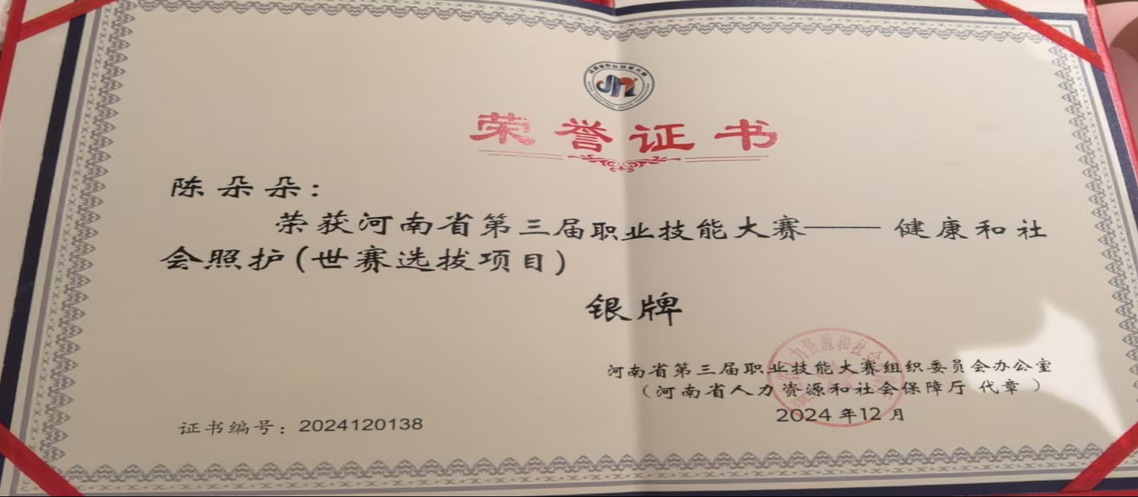 荣誉证书
陈朵朵：
荣获河南省第三届职业技能大赛——健康和社
会照护(世赛选拔项目)
银牌
河南省第三届职业技能大赛组织委员会办公室
（河南省人力资源和社会保障厅 代章）
2024 年12 月
证书编号：2024120138